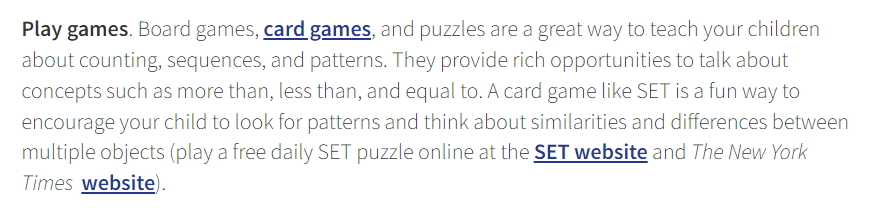 Play games. Board games, card games, and puzzles are a great way to teach your children
about counting, sequences, and patterns. They provide rich opportunities to talk about
concepts such as more than, less than, and equal to. A card game like SET is a fun way to
encourage your child to look for patterns and think about similarities and differences between
multiple objects (play a free daily SET puzzle online at the SET website and The New York
Times website).